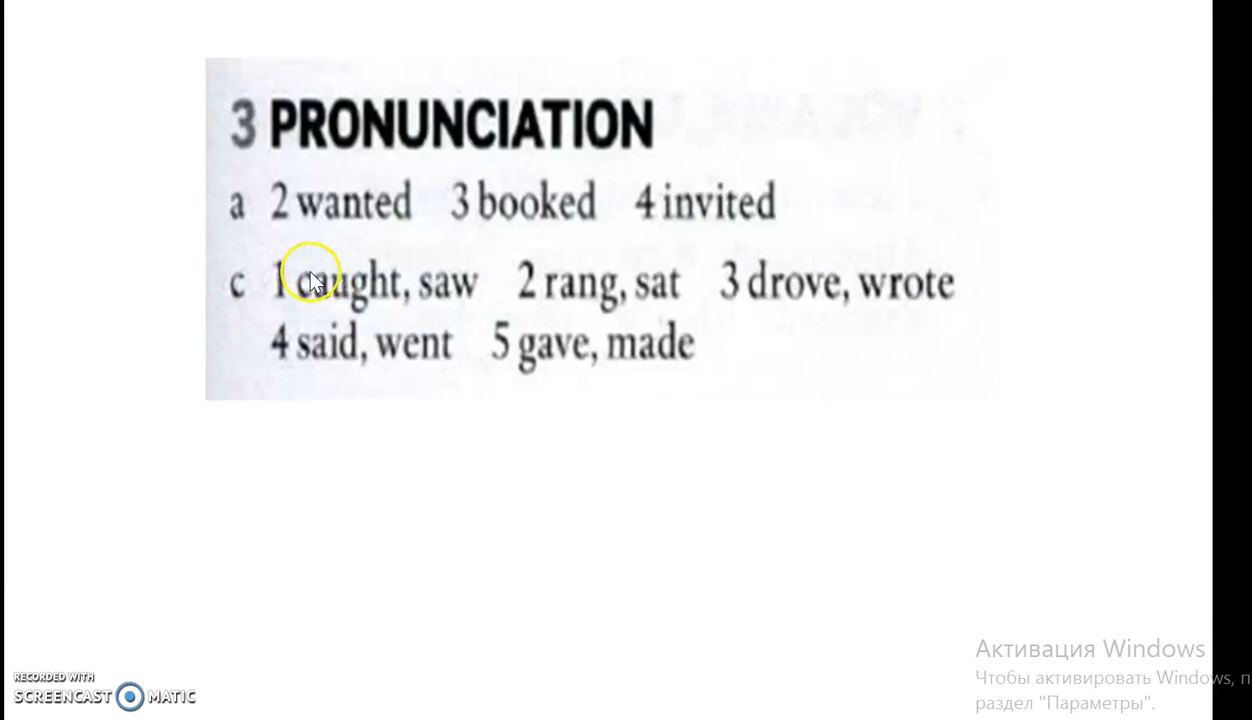 3 PRONUNCIATION
a 2 wanted 3 booked 4 invited
c 1 caught, saw 2 rang, sat 3 drove, wrote
4 said, went 5 gave, made
Активация Windows
Чтобы активировать Windows, п
раздел "Параметры".
RECORDED WITH
SCREENCAST MATIC